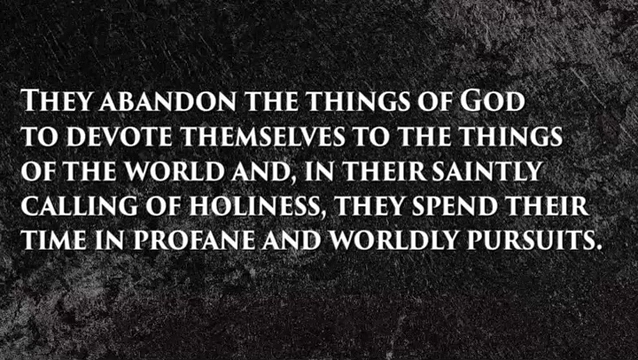 They abandon the things of God
to devote themselves to the things
of the world and, in their saintly
calling of holiness, they spend their
time in profane and worldly pursuits.